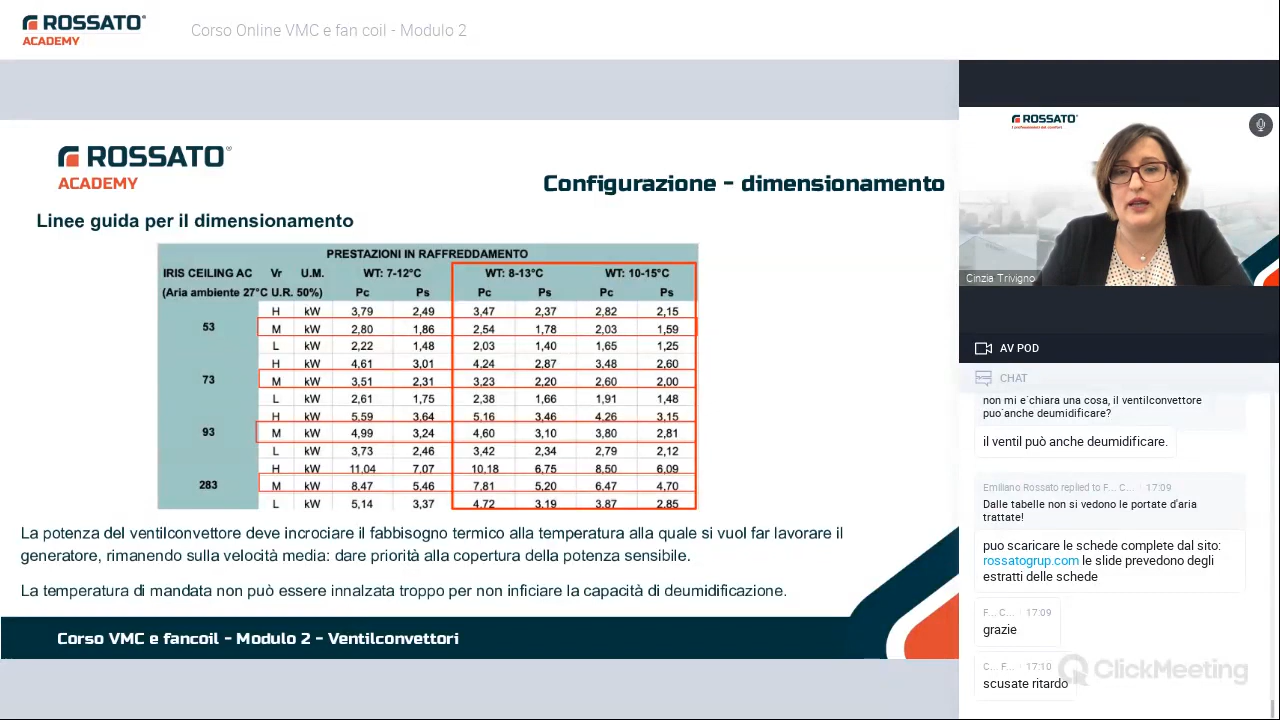 ROSSATO®
ACADEMY
Corso Online VMC e fan coil - Modulo 2
ROSSATO®
ACADEMY
Configurazione - dimensionamento
Linee guida per il dimensionamento
PRESTAZIONI IN RAFFREDDAMENTO
IRIS CEILING AC Vr U.M. WT: 7-12°C WT: 8-13°C WT: 10-15°C
(Aria ambiente 27°C U.R. 50%) Pc Ps Pc Ps Pc Ps
53 H kW 3,79 2,49 3,47 2,37 2,82 2,15
M kW 2,80 1,86 2,54 1,78 2,03 1,59
L kW 2,22 1,48 2,03 1,40 1,65 1,25
73 H kW 4,61 3,01 4,24 2,87 3,48 2,60
M kW 3,51 2,31 3,23 2,20 2,60 2,00
L kW 2,61 1,75 2,38 1,66 1,91 1,48
93 H kW 5,59 3,64 5,16 3,46 4,26 3,15
M kW 4,99 3,24 4,60 3,10 3,80 2,81
L kW 3,73 2,46 3,42 2,34 2,79 2,12
283 H kW 11,04 7,07 10,18 6,75 8,50 6,09
M kW 8,47 5,46 7,81 5,20 6,47 4,70
L kW 5,14 3,37 4,72 3,19 3,87 2,85
La potenza del ventilconvettore deve incrociare il fabbisogno termico alla temperatura alla quale si vuol far lavorare il
generatore, rimanendo sulla velocità media: dare priorità alla copertura della potenza sensibile.
La temperatura di mandata non può essere innalzata troppo per non inficiare la capacità di deumidificazione.
Corso VMC e fancoil - Modulo 2 - Ventilconvettori
ROSSATO
Cinzia Trivigno
AV POD
CHAT
non mi e`chiara una cosa, il ventilconvettore
puo`anche deumidificare?
il ventil può anche deumidificare.
Emiliano Rossato replied to F... C... 17:09
Dalle tabelle non si vedono le portate d'aria
trattate!
puo scaricare le schede complete dal sito:
rossatogrup.com le slide prevedono degli
estratti delle schede
F... C... 17:09
grazie
C... F... 17:10
scusate ritardo
ClickMeeting